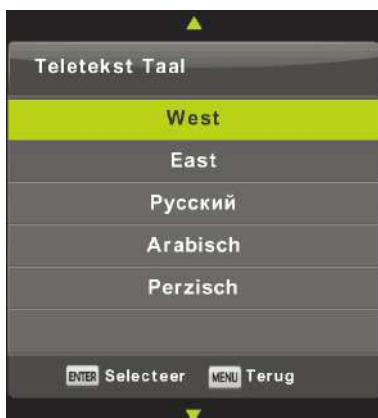 Teletekst Taal
West
East
Русский
Arabisch
Perzisch
ENTER Selecteer MENU Terug